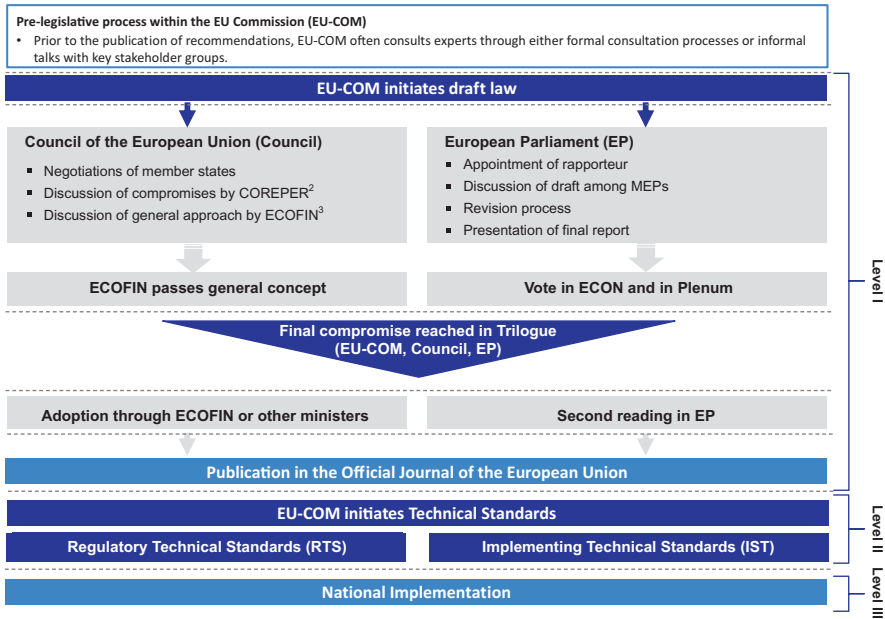 Pre-legislative process within the EU Commission (EU-COM)
• Prior to the publication of recommendations, EU-COM often consults experts through either formal consultation processes or informal
talks with key stakeholder groups.
EU-COM initiates draft law
Council of the European Union (Council)
▪ Negotiations of member states
▪ Discussion of compromises by COREPER²
▪ Discussion of general approach by ECOFIN³
European Parliament (EP)
▪ Appointment of rapporteur
▪ Discussion of draft among MEPs
▪ Revision process
▪ Presentation of final report
ECOFIN passes general concept
Vote in ECON and in Plenum
Final compromise reached in Trilogue
(EU-COM, Council, EP)
Adoption through ECOFIN or other ministers
Second reading in EP
Publication in the Official Journal of the European Union
Level I
EU-COM initiates Technical Standards
Regulatory Technical Standards (RTS)
Implementing Technical Standards (IST)
Level II
National Implementation
Level III